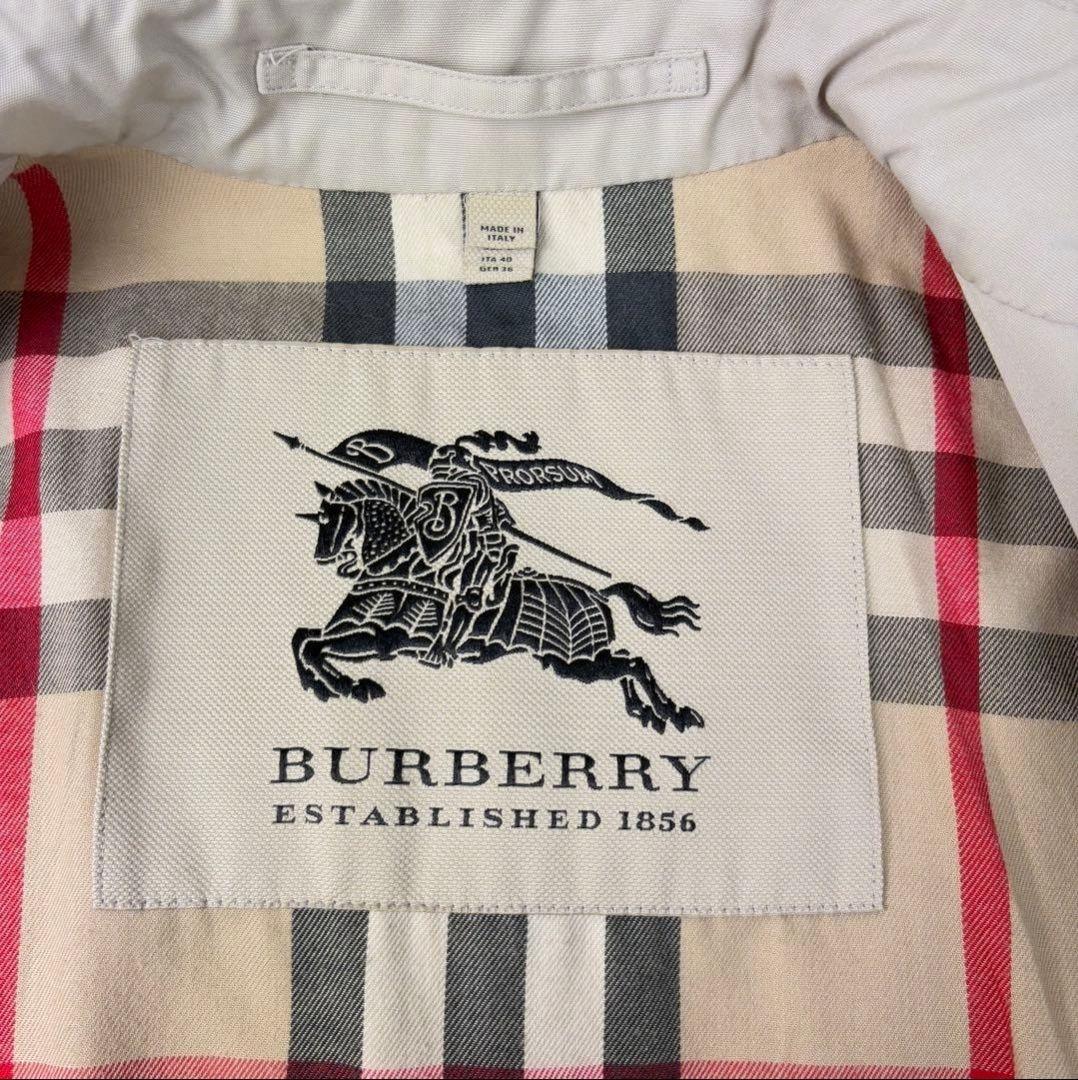 MADE IN
ITALY
ITA 40
GER 36
B PRORSUM
B
BURBERRY
ESTABLISHED 1856